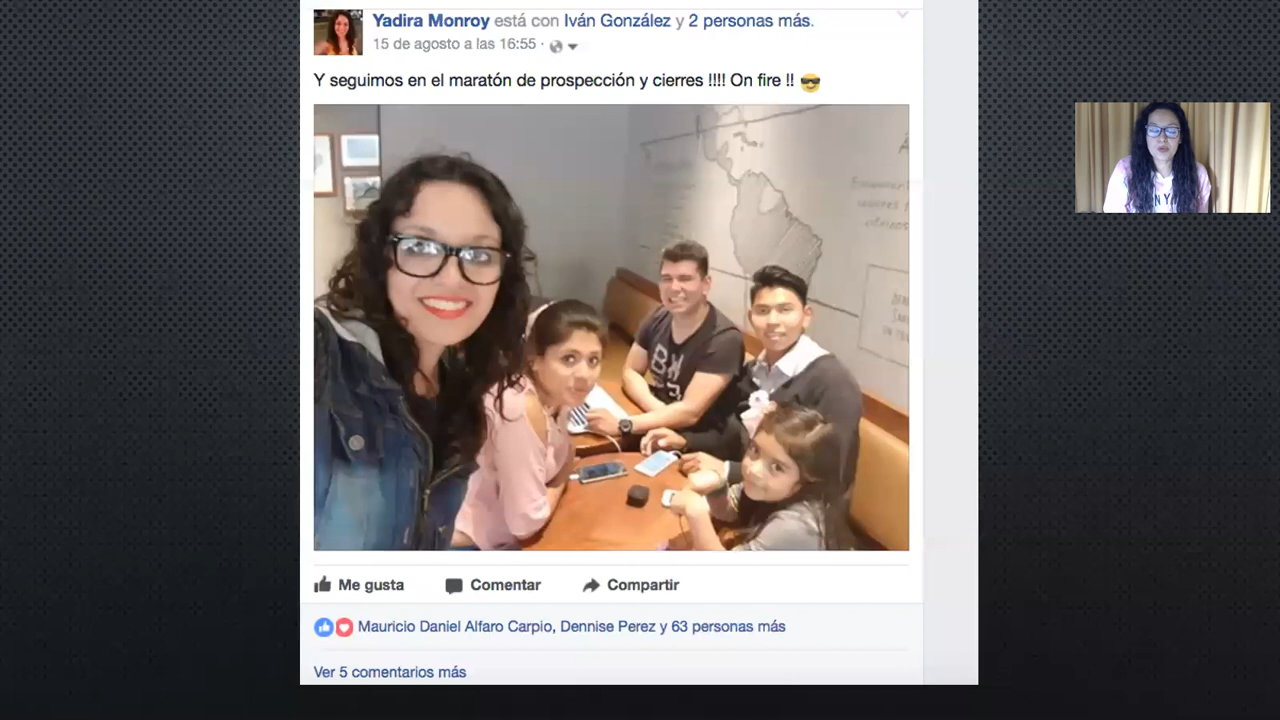 Yadira Monroy está con Iván González y 2 personas más.
15 de agosto a las 16:55 ·
Y seguimos en el maratón de prospección y cierres !!!! On fire !! 😎
Me gusta Comentar Compartir
Mauricio Daniel Alfaro Carpio, Dennise Perez y 63 personas más
Ver 5 comentarios más